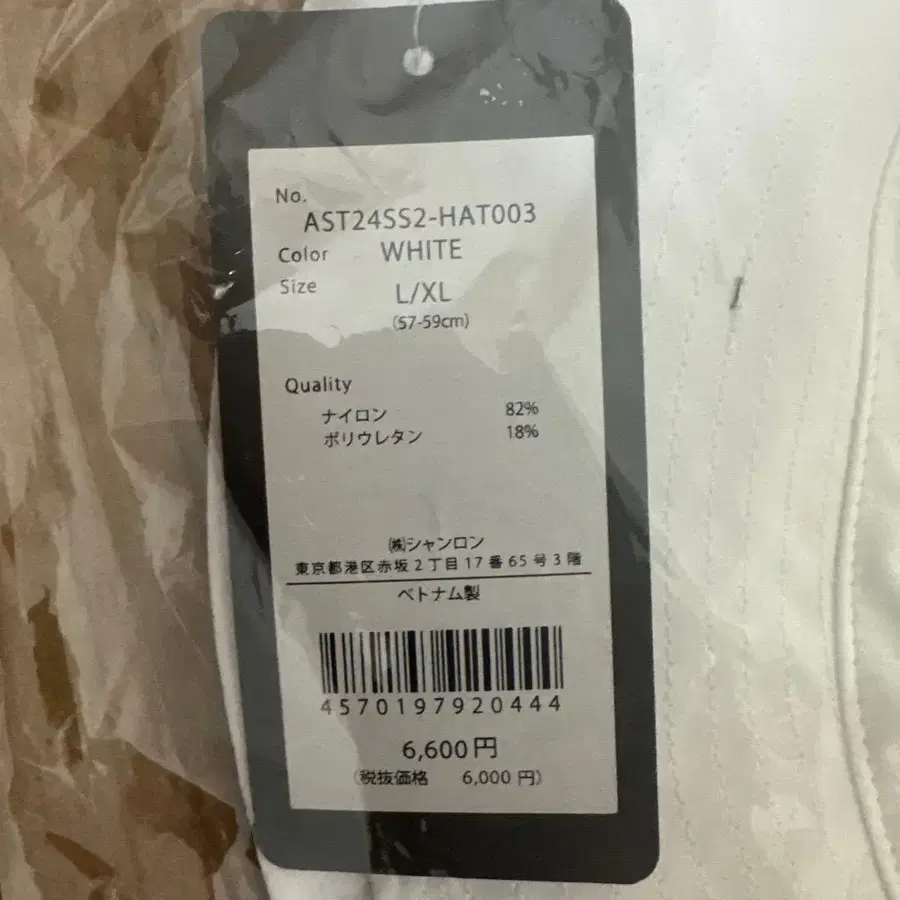 No.
AST24SS2-HAT003
Color WHITE
Size L/XL
(57-59cm)
Quality
ナイロン 82%
ポリウレタン 18%
㈱シャンロン
東京都港区赤坂2丁目17番65号3階
ベトナム製
4570197920444
6,600円
(税抜価格 6,000円)